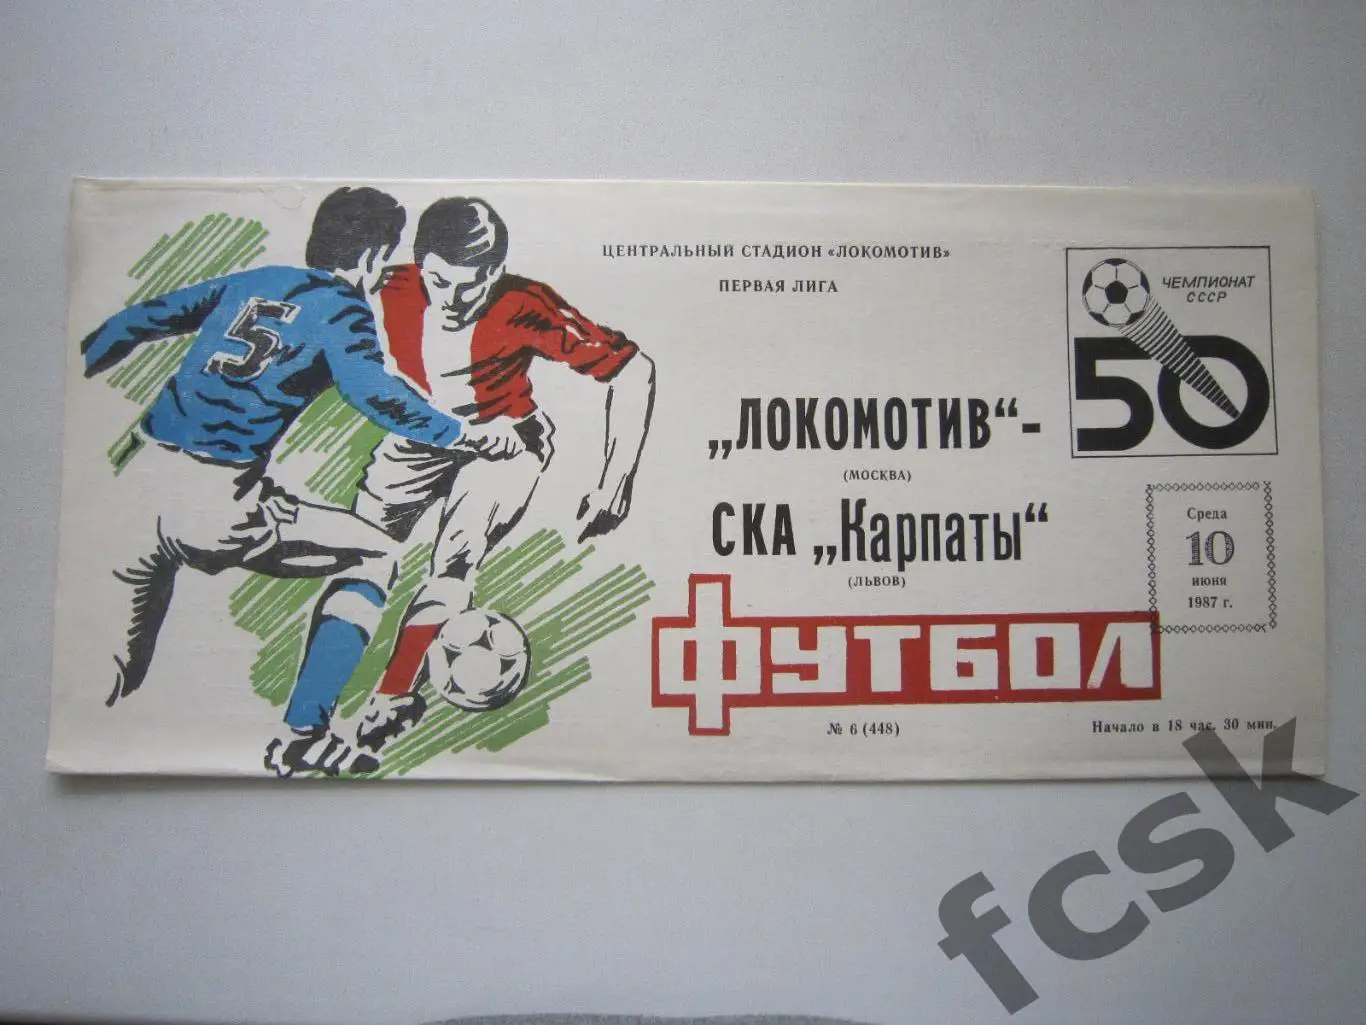 5
ЦЕНТРАЛЬНЫЙ СТАДИОН «ЛОКОМОТИВ»
ПЕРВАЯ ЛИГА
ЧЕМПИОНАТ
СССР
50
„ЛОКОМОТИВ“-
(МОСКВА)
СКА „Карпаты“
(ЛЬВОВ)
Среда
10
июня
1987 г.
ФУТБОЛ
№ 6 (448)
Начало в 18 час. 30 мин.
fcsk